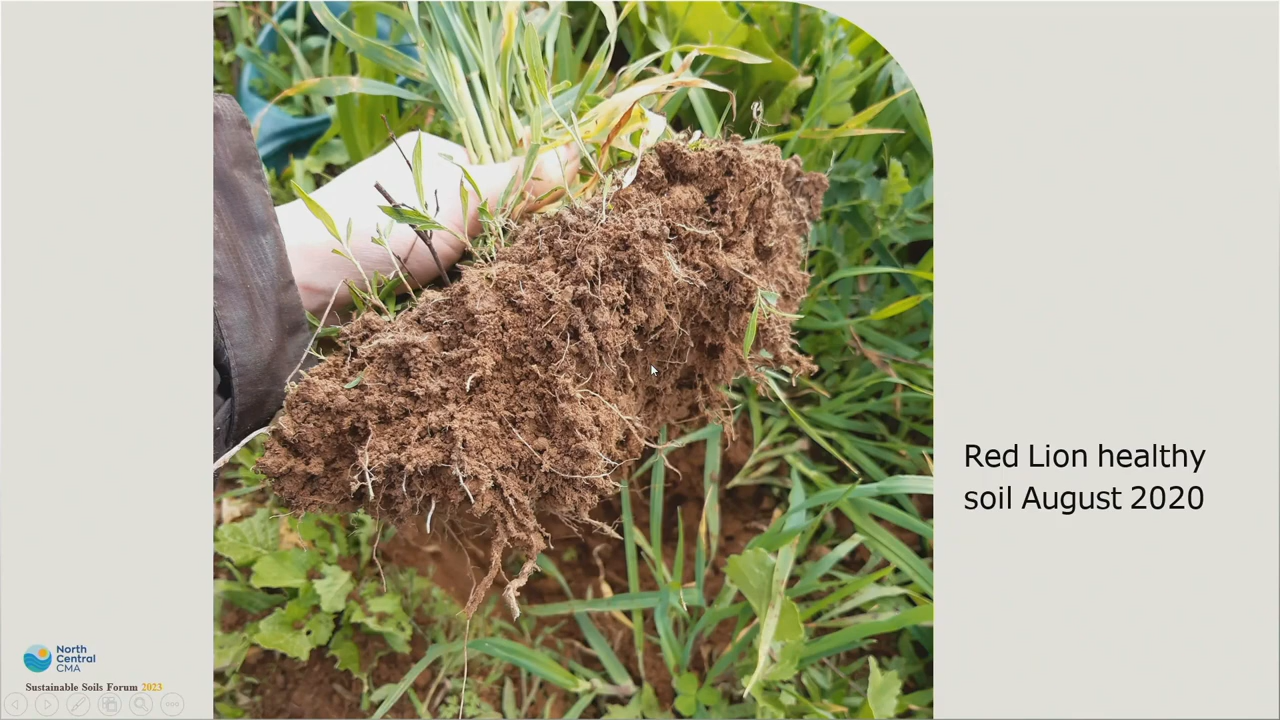 Red Lion healthy
soil August 2020
North
Central
CMA
Sustainable Soils Forum 2023